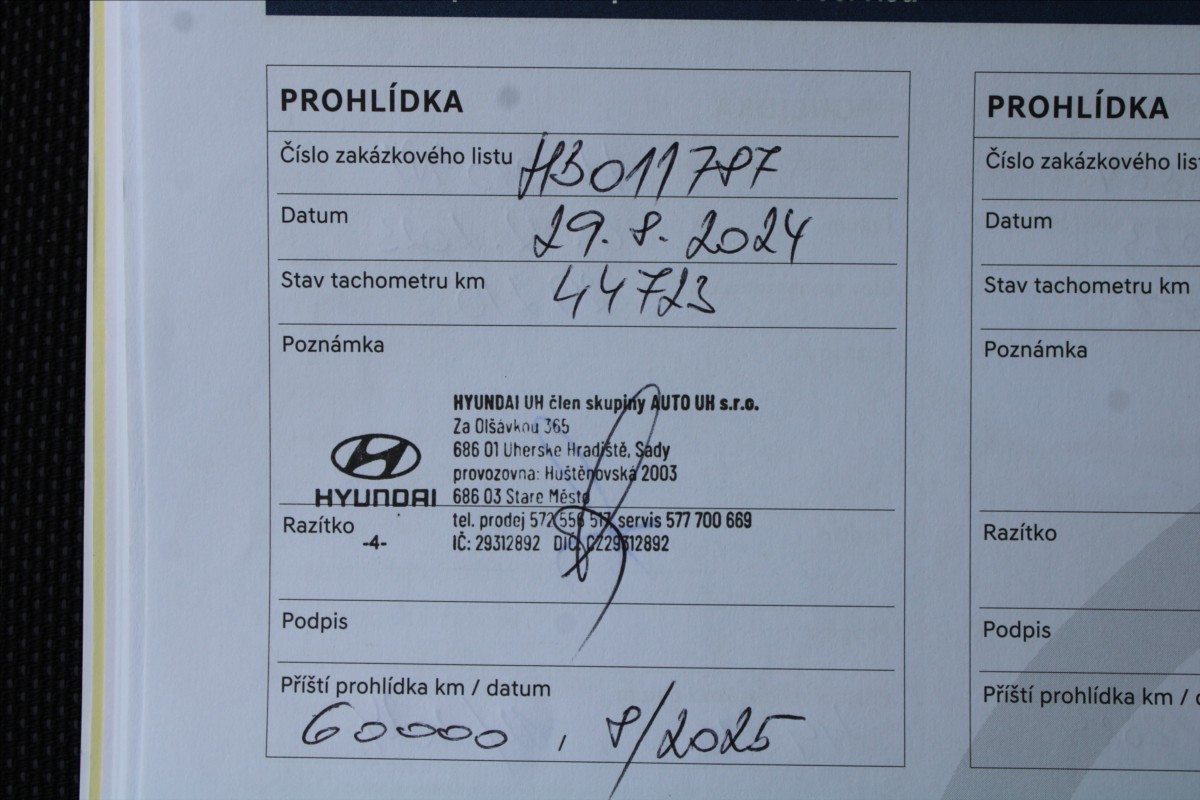 PROHLÍDKA
Číslo zakázkového listu HB011787
Datum 29. 8. 2024
Stav tachometru km 44723
Poznámka
HYUNDAI UH člen skupiny AUTO UH s.r.o.
Za Olšávkou 365
686 01 Uherske Hradiště, Sady
provozovna: Huštěnovská 2003
HYUNDAI 686 03 Stare Město
tel. prodej 572 556 517, servis 577 700 669
Razítko
-4- IČ: 29312892 DIČ: CZ29312892
Podpis
Příští prohlídka km / datum
60000, 8/2025
PROHLÍDKA
Číslo zakázkového
Datum
Stav tachometru km
Poznámka
Razítko
Podpis
Příští prohlídka km /